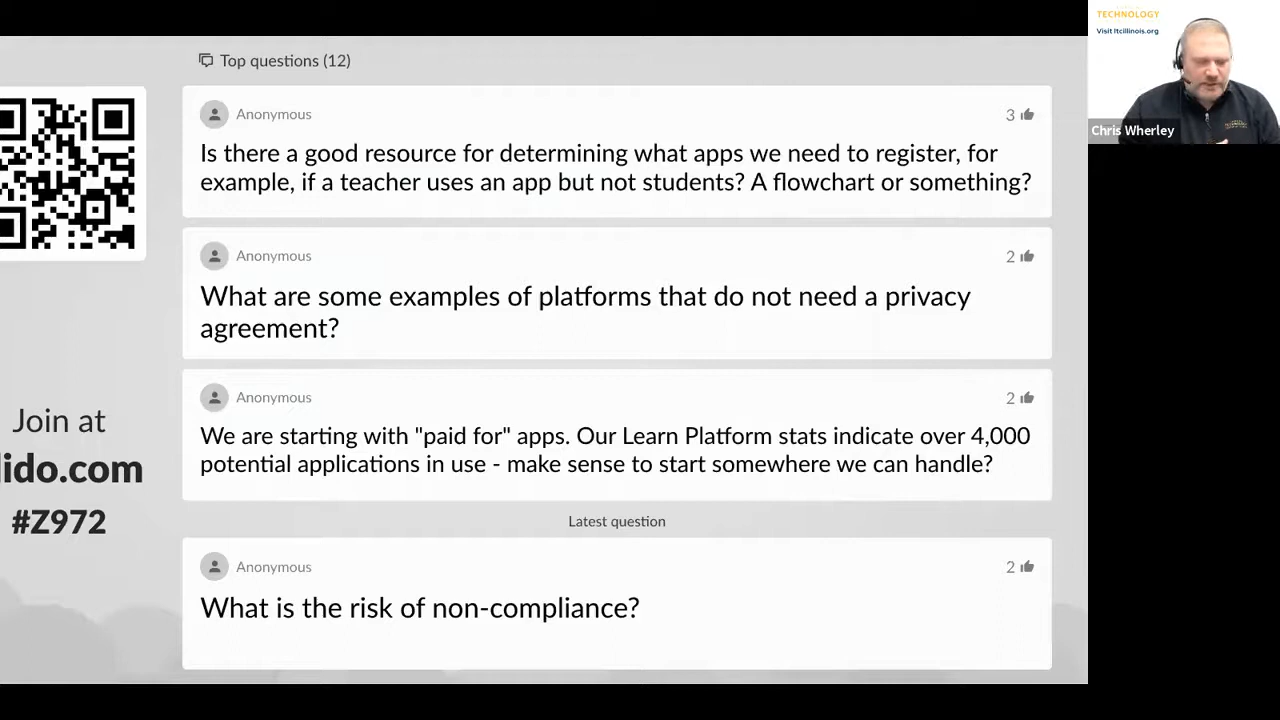 Top questions (12)
Anonymous
3
Is there a good resource for determining what apps we need to register, for
example, if a teacher uses an app but not students? A flowchart or something?
Anonymous
2
What are some examples of platforms that do not need a privacy
agreement?
Anonymous
2
We are starting with "paid for" apps. Our Learn Platform stats indicate over 4,000
potential applications in use - make sense to start somewhere we can handle?
Latest question
Anonymous
2
What is the risk of non-compliance?
Join at
lido.com
#Z972
TECHNOLOGY
Visit ltcillinois.org
Chris Wherley